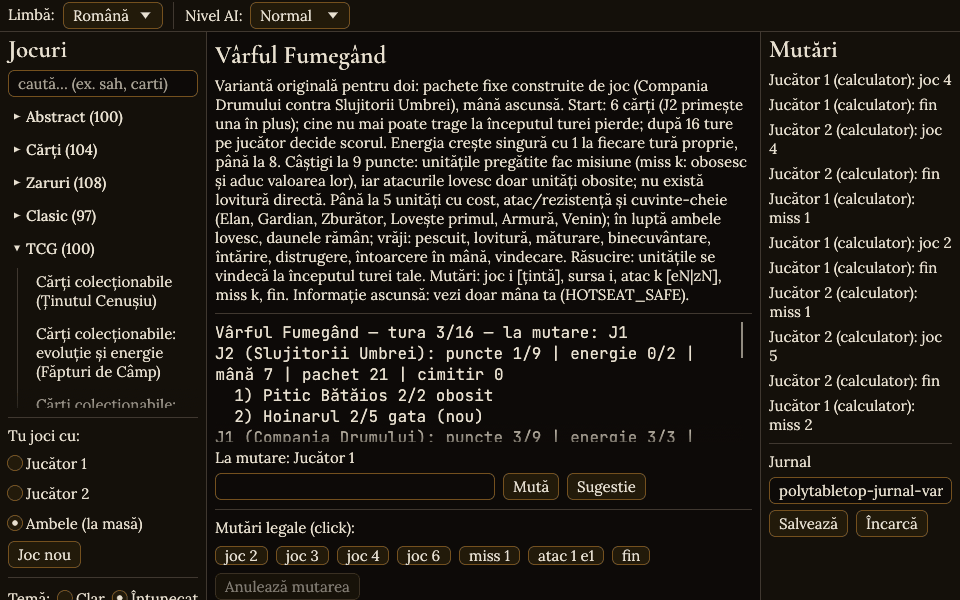 Limbă: Română ▼ Nivel AI: Normal ▼
Jocuri
caută... (ex. sah, carti)
▸ Abstract (100)
▸ Cărți (104)
▸ Zaruri (108)
▸ Clasic (97)
▾ TCG (100)
Cărți colecționabile
(Ținutul Cenușiu)
Cărți colecționabile:
evoluție și energie
(Făpturi de Câmp)
Cărți colecționabile:
Tu joci cu:
Jucător 1
Jucător 2
Ambele (la masă)
Joc nou
Temă: Clar Întunecat
Vârful Fumegând
Variantă originală pentru doi: pachete fixe construite de joc (Compania
Drumului contra Slujitorii Umbrei), mână ascunsă. Start: 6 cărți (J2 primește
una în plus); cine nu mai poate trage la începutul turei pierde; după 16 ture
pe jucător decide scorul. Energia crește singură cu 1 la fiecare tură proprie,
până la 8. Câștigi la 9 puncte: unitățile pregătite fac misiune (miss k: obosesc
și aduc valoarea lor), iar atacurile lovesc doar unități obosite; nu există
lovitură directă. Până la 5 unități cu cost, atac/rezistență și cuvinte-cheie
(Elan, Gardian, Zburător, Lovește primul, Armură, Venin); în luptă ambele
lovesc, daunele rămân; vrăji: pescuit, lovitură, măturare, binecuvântare,
întărire, distrugere, întoarcere în mână, vindecare. Răsucire: unitățile se
vindecă la începutul turei tale. Mutări: joc i [țintă], sursa i, atac k [eN|zN],
miss k, fin. Informație ascunsă: vezi doar mâna ta (HOTSEAT_SAFE).
Vârful Fumegând — tura 3/16 — la mutare: J1
J2 (Slujitorii Umbrei): puncte 1/9 | energie 0/2 |
mână 7 | pachet 21 | cimitir 0
1) Pitic Bătăios 2/2 obosit
2) Hoinarul 2/5 gata (nou)
J1 (Compania Drumului): puncte 3/9 | energie 3/3 |
La mutare: Jucător 1
Mută Sugestie
Mutări legale (click):
joc 2 joc 3 joc 4 joc 6 miss 1 atac 1 e1 fin
Anulează mutarea
Mutări
Jucător 1 (calculator): joc 4
Jucător 1 (calculator): fin
Jucător 2 (calculator): joc
4
Jucător 2 (calculator): fin
Jucător 1 (calculator):
miss 1
Jucător 1 (calculator): joc 2
Jucător 1 (calculator): fin
Jucător 2 (calculator):
miss 1
Jucător 2 (calculator): joc
5
Jucător 2 (calculator): fin
Jucător 1 (calculator):
miss 2
Jurnal
polytabletop-jurnal-var
Salvează Încarcă